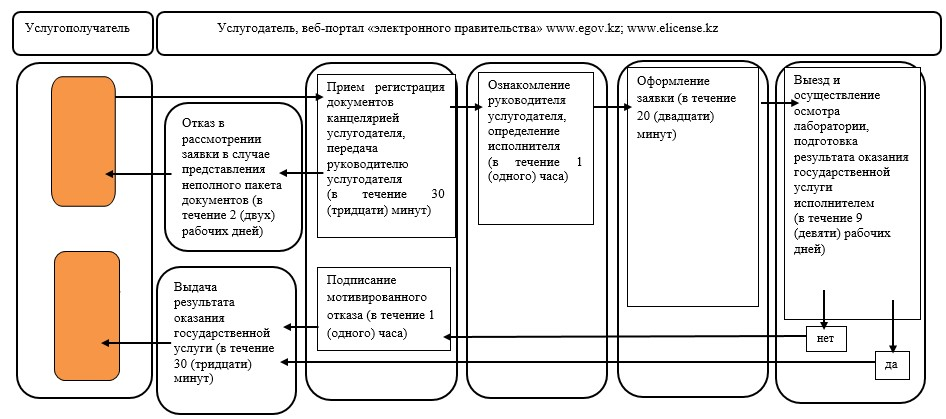 Услугополучатель
Услугодатель, веб-портал «электронного правительства» www.egov.kz; www.elicense.kz
Отказ в
рассмотрении
заявки в случае
представления
неполного пакета
документов (в
течение 2 (двух)
рабочих дней)
Прием регистрация
документов
канцелярией
услугодателя,
передача
руководителю
услугодателя
(в течение 30
(тридцати) минут)
Ознакомление
руководителя
услугодателя,
определение
исполнителя
(в течение 1
(одного) часа)
Оформление
заявки (в течение
20 (двадцати)
минут)
Выезд и
осуществление
осмотра
лаборатории,
подготовка
результата оказания
государственной
услуги
исполнителем
(в течение 9
(девяти) рабочих
дней)
Выдача
результата
оказания
государственной
услуги (в течение
30 (тридцати)
минут)
Подписание
мотивированного
отказа (в течение 1
(одного) часа)
нет
да